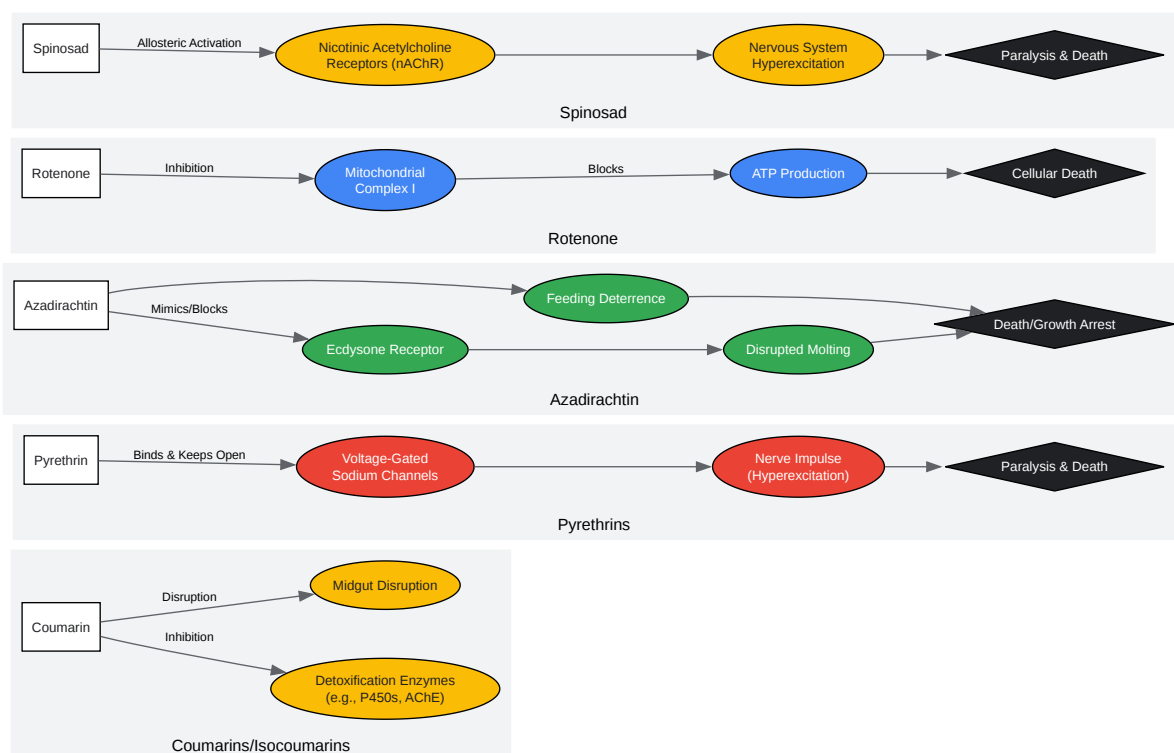 Spinosad
Allosteric Activation
Nicotinic Acetylcholine
Receptors (nAChR)
Nervous System
Hyperexcitation
Paralysis & Death
Spinosad
Rotenone
Inhibition
Mitochondrial
Complex I
Blocks
ATP Production
Cellular Death
Rotenone
Azadirachtin
Mimics/Blocks
Feeding Deterrence
Ecdysone Receptor
Disrupted Molting
Death/Growth Arrest
Azadirachtin
Pyrethrin
Binds & Keeps Open
Voltage-Gated
Sodium Channels
Nerve Impulse
(Hyperexcitation)
Paralysis & Death
Pyrethrins
Coumarin
Disruption
Midgut Disruption
Inhibition
Detoxification Enzymes
(e.g., P450s, AChE)
Coumarins/Isocoumarins